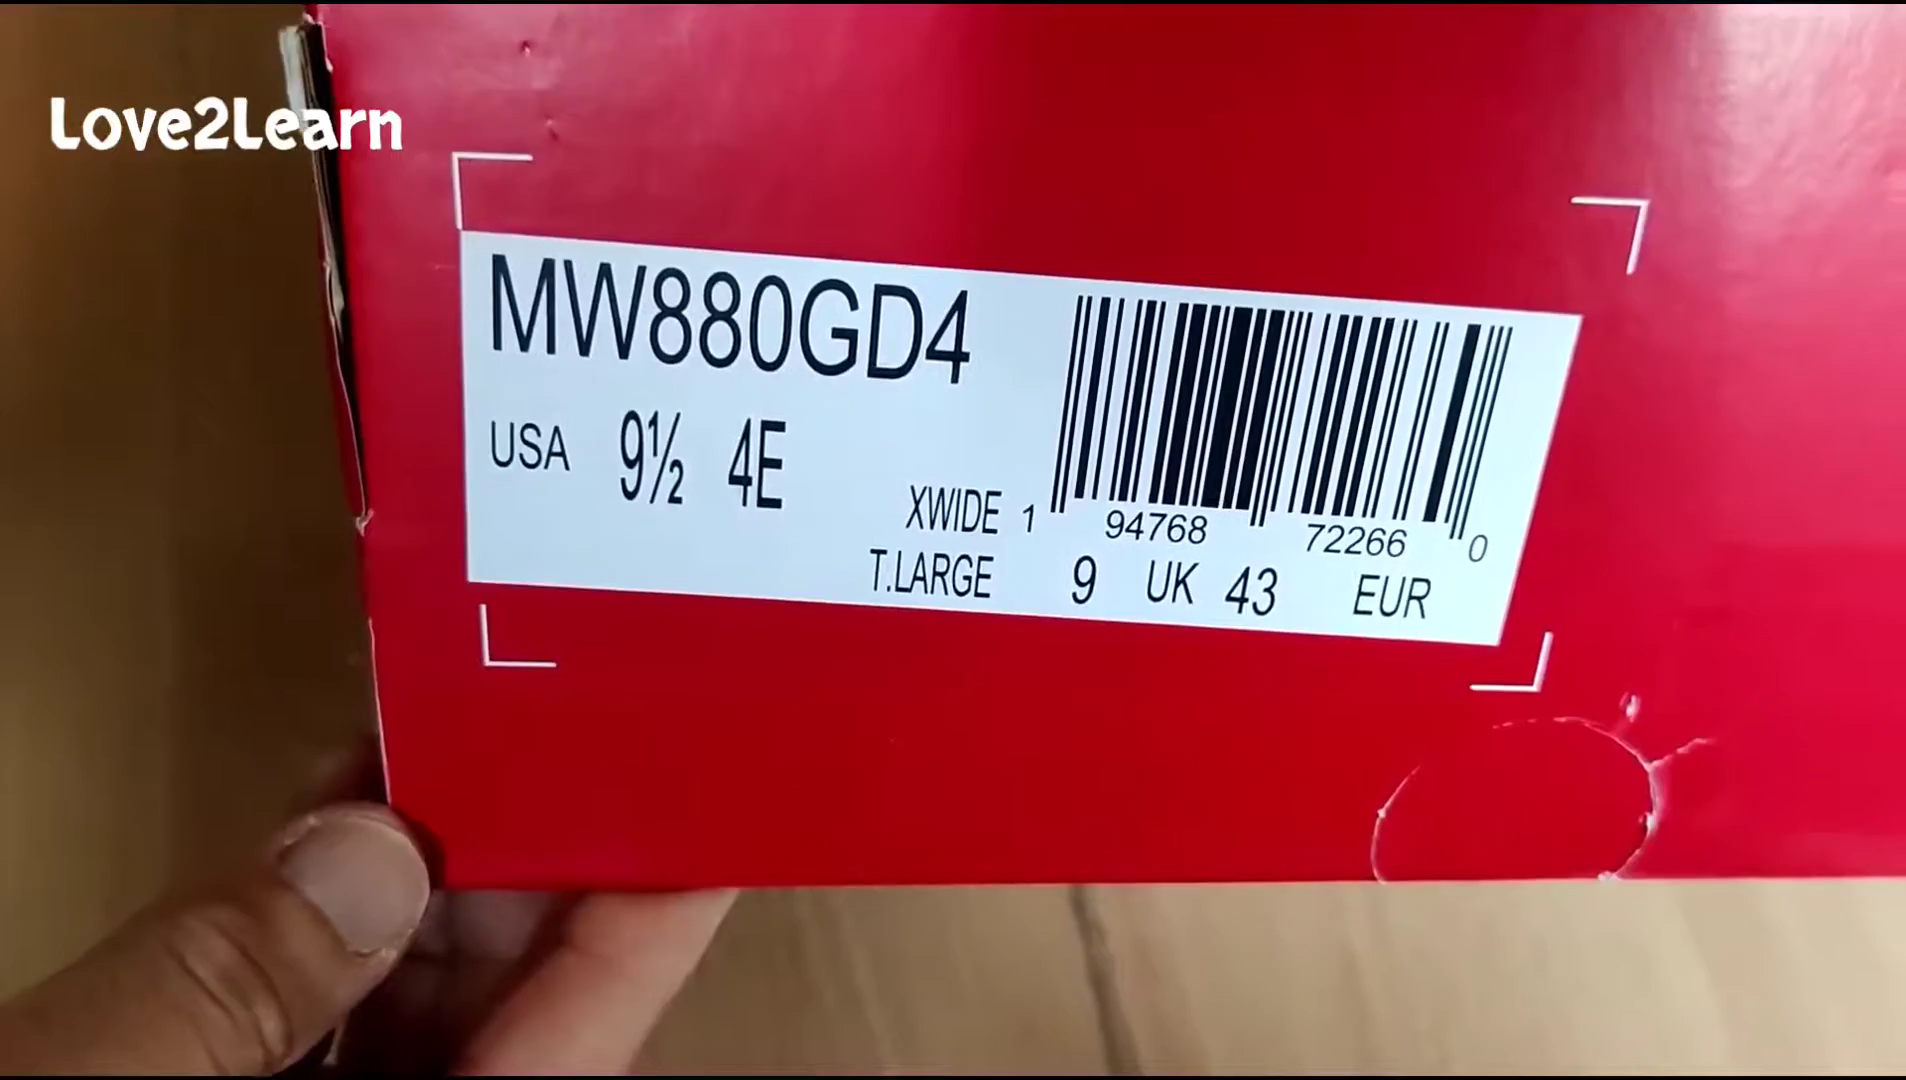 Love2Learn
MW880GD4
USA 9½ 4E
XWIDE 1 94768 72266 0
T.LARGE 9 UK 43 EUR